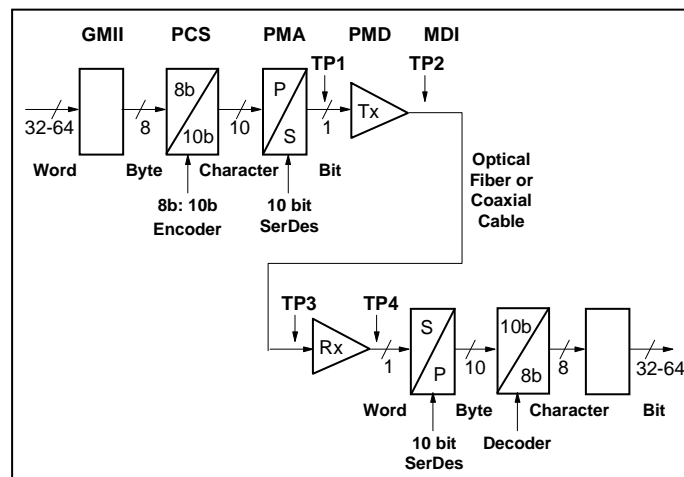 GMII PCS PMA PMD MDI
TP1 TP2
8b P
Tx
10b S
32-64 8 10 1
Word Byte Character Bit
8b: 10b 10 bit
Encoder SerDes
Optical
Fiber or
Coaxial
Cable
TP3 TP4
S 10b
Rx
P 8b
1 10 8 32-64
Word Byte Character Bit
10 bit Decoder
SerDes